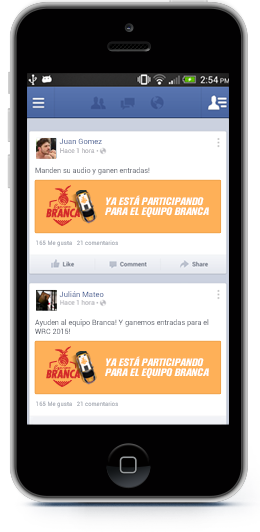 2:54 PM
Juan Gomez
Hace 1 hora •
Manden su audio y ganen entradas!
BRANCA
YA ESTÁ PARTICIPANDO
PARA EL EQUIPO BRANCA
165 Me gusta 21 comentarios
Like Comment Share
Julián Mateo
Hace 1 hora •
Ayuden al equipo Branca! Y ganemos entradas para el
WRC 2015!
BRANCA
YA ESTÁ PARTICIPANDO
PARA EL EQUIPO BRANCA
165 Me gusta 21 comentarios